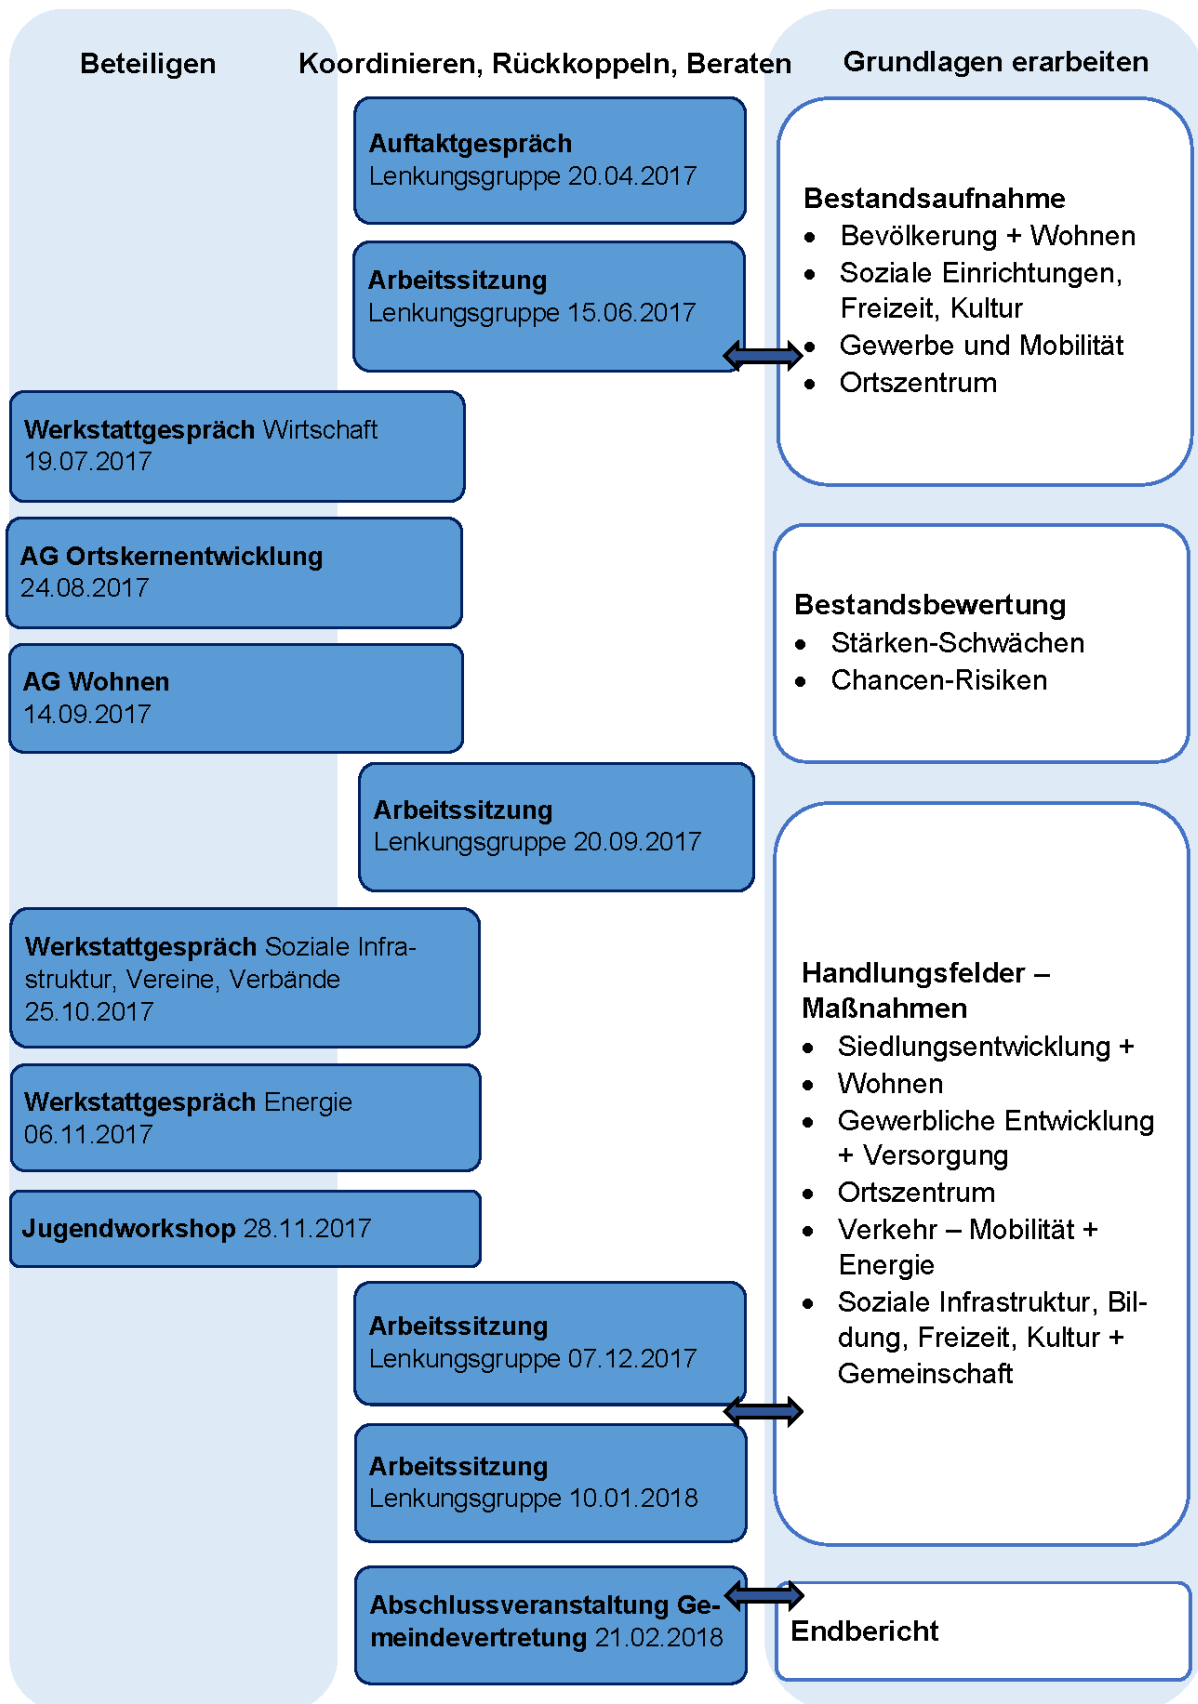 Beteiligen
Koordinieren, Rückkoppeln, Beraten
Grundlagen erarbeiten
Auftaktgespräch
Lenkungsgruppe 20.04.2017
Arbeitssitzung
Lenkungsgruppe 15.06.2017
Bestandsaufnahme
• Bevölkerung + Wohnen
• Soziale Einrichtungen,
Freizeit, Kultur
• Gewerbe und Mobilität
• Ortszentrum
Werkstattgespräch Wirtschaft
19.07.2017
AG Ortskernentwicklung
24.08.2017
AG Wohnen
14.09.2017
Bestandsbewertung
• Stärken-Schwächen
• Chancen-Risiken
Arbeitssitzung
Lenkungsgruppe 20.09.2017
Werkstattgespräch Soziale Infra-
struktur, Vereine, Verbände
25.10.2017
Werkstattgespräch Energie
06.11.2017
Jugendworkshop 28.11.2017
Handlungsfelder –
Maßnahmen
• Siedlungsentwicklung +
• Wohnen
• Gewerbliche Entwicklung
+ Versorgung
• Ortszentrum
• Verkehr – Mobilität +
Energie
• Soziale Infrastruktur, Bil-
dung, Freizeit, Kultur +
Gemeinschaft
Arbeitssitzung
Lenkungsgruppe 07.12.2017
Arbeitssitzung
Lenkungsgruppe 10.01.2018
Abschlussveranstaltung Ge-
meindevertretung 21.02.2018
Endbericht